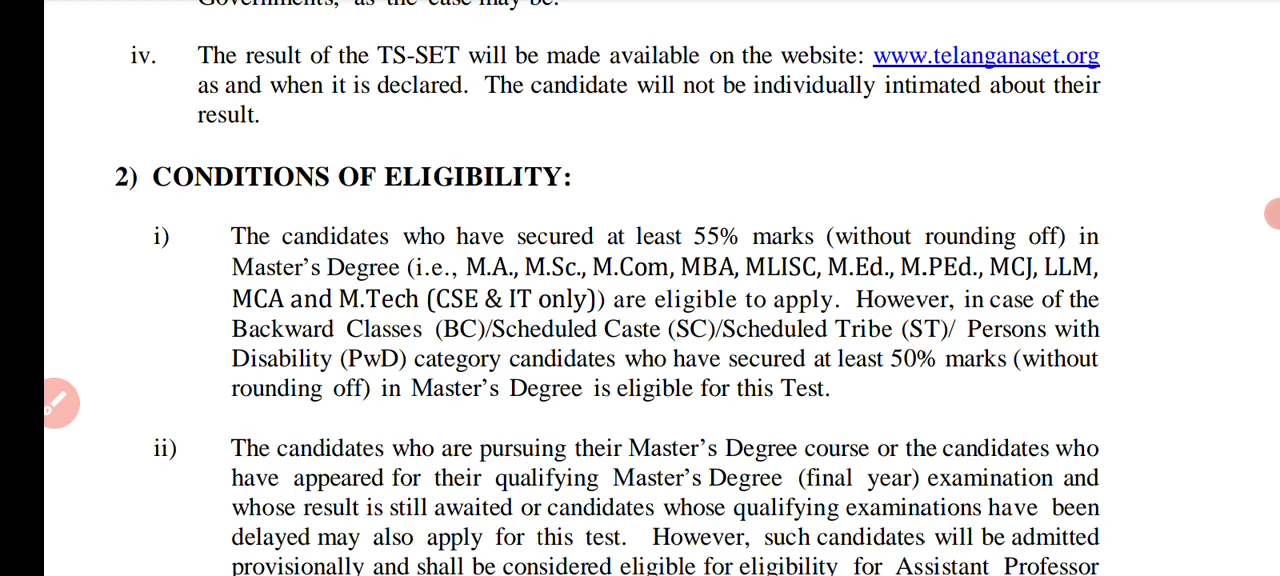 Governments, as the case may be.
iv. The result of the TS-SET will be made available on the website: www.telanganaset.org
as and when it is declared. The candidate will not be individually intimated about their
result.
2) CONDITIONS OF ELIGIBILITY:
i) The candidates who have secured at least 55% marks (without rounding off) in
Master's Degree (i.e., M.A., M.Sc., M.Com, MBA, MLISC, M.Ed., M.PEd., MCJ, LLM,
MCA and M.Tech (CSE & IT only)) are eligible to apply. However, in case of the
Backward Classes (BC)/Scheduled Caste (SC)/Scheduled Tribe (ST)/ Persons with
Disability (PwD) category candidates who have secured at least 50% marks (without
rounding off) in Master's Degree is eligible for this Test.
ii) The candidates who are pursuing their Master's Degree course or the candidates who
have appeared for their qualifying Master's Degree (final year) examination and
whose result is still awaited or candidates whose qualifying examinations have been
delayed may also apply for this test. However, such candidates will be admitted
provisionally and shall be considered eligible for eligibility for Assistant Professor